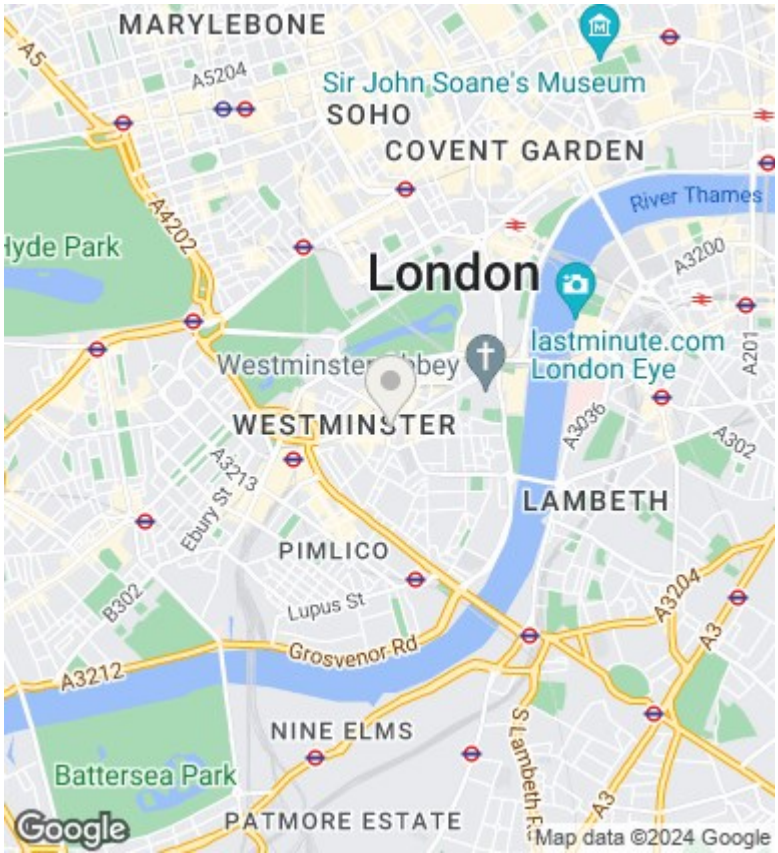 MARYLEBONE
A5
A5204
Sir John Soane's Museum
SOHO
COVENT GARDEN
River Thames
A4202
Hyde Park
A3200
London
lastminute.com
London Eye
A201
Westminster Abbey
WESTMINSTER
A3036
A302
A3213
Ebury St
LAMBETH
PIMLICO
B302
Lupus St
A3204
A3
Grosvenor Rd
A3212
NINE ELMS
S Lambeth Rd
Battersea Park
A3
PATMORE ESTATE
Google
Map data ©2024 Google